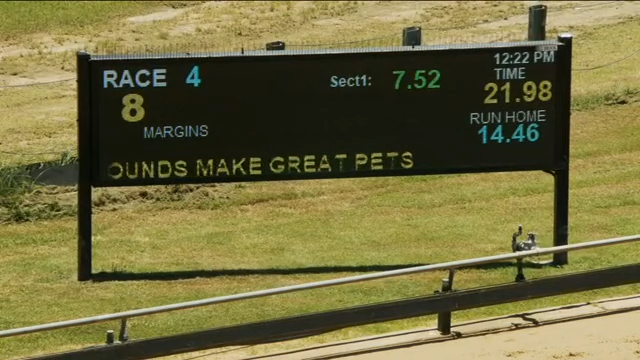 12:22 PM
RACE 4 Sect1: 7.52 TIME
8 21.98
MARGINS RUN HOME
14.46
OUNDS MAKE GREAT PETS